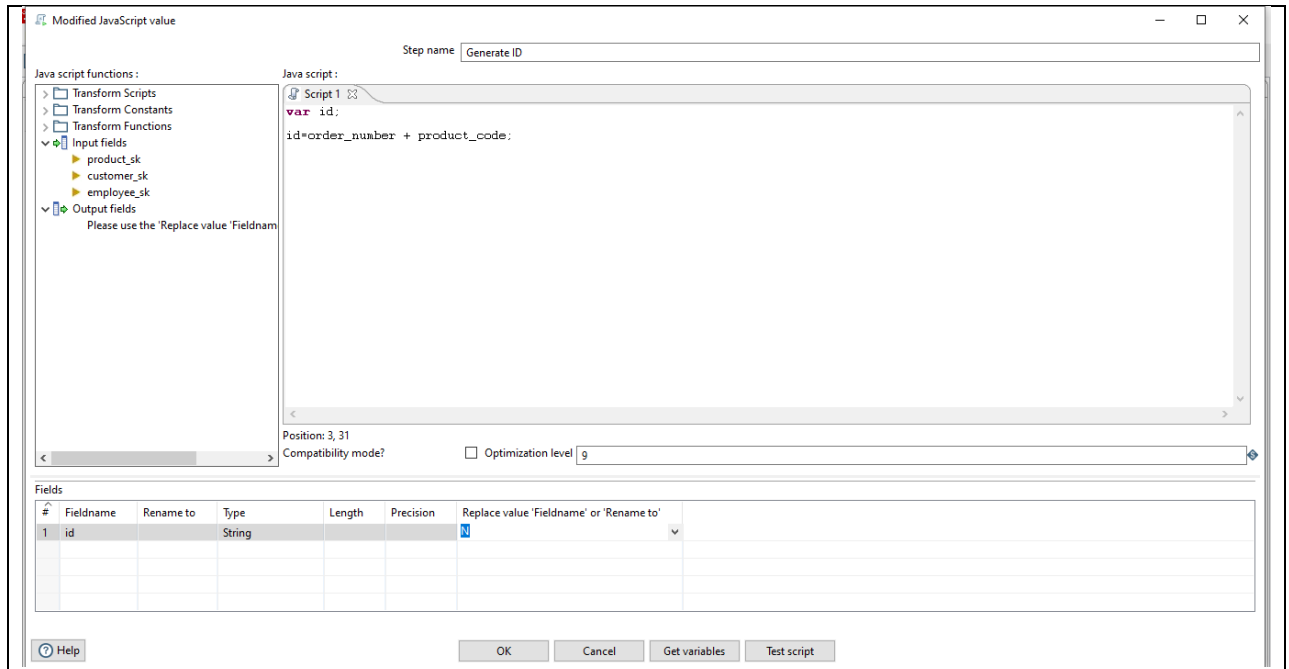 Modified JavaScript value
Step name Generate ID
Java script functions :
Transform Scripts
Transform Constants
Transform Functions
Input fields
product_sk
customer_sk
employee_sk
Output fields
Please use the 'Replace value 'Fieldnam
Java script :
Script 1
var id;
id=order_number + product_code;
Position: 3, 31
Compatibility mode? Optimization level 9
Fields
# Fieldname Rename to Type Length Precision Replace value 'Fieldname' or 'Rename to'
1 id String N
Help OK Cancel Get variables Test script